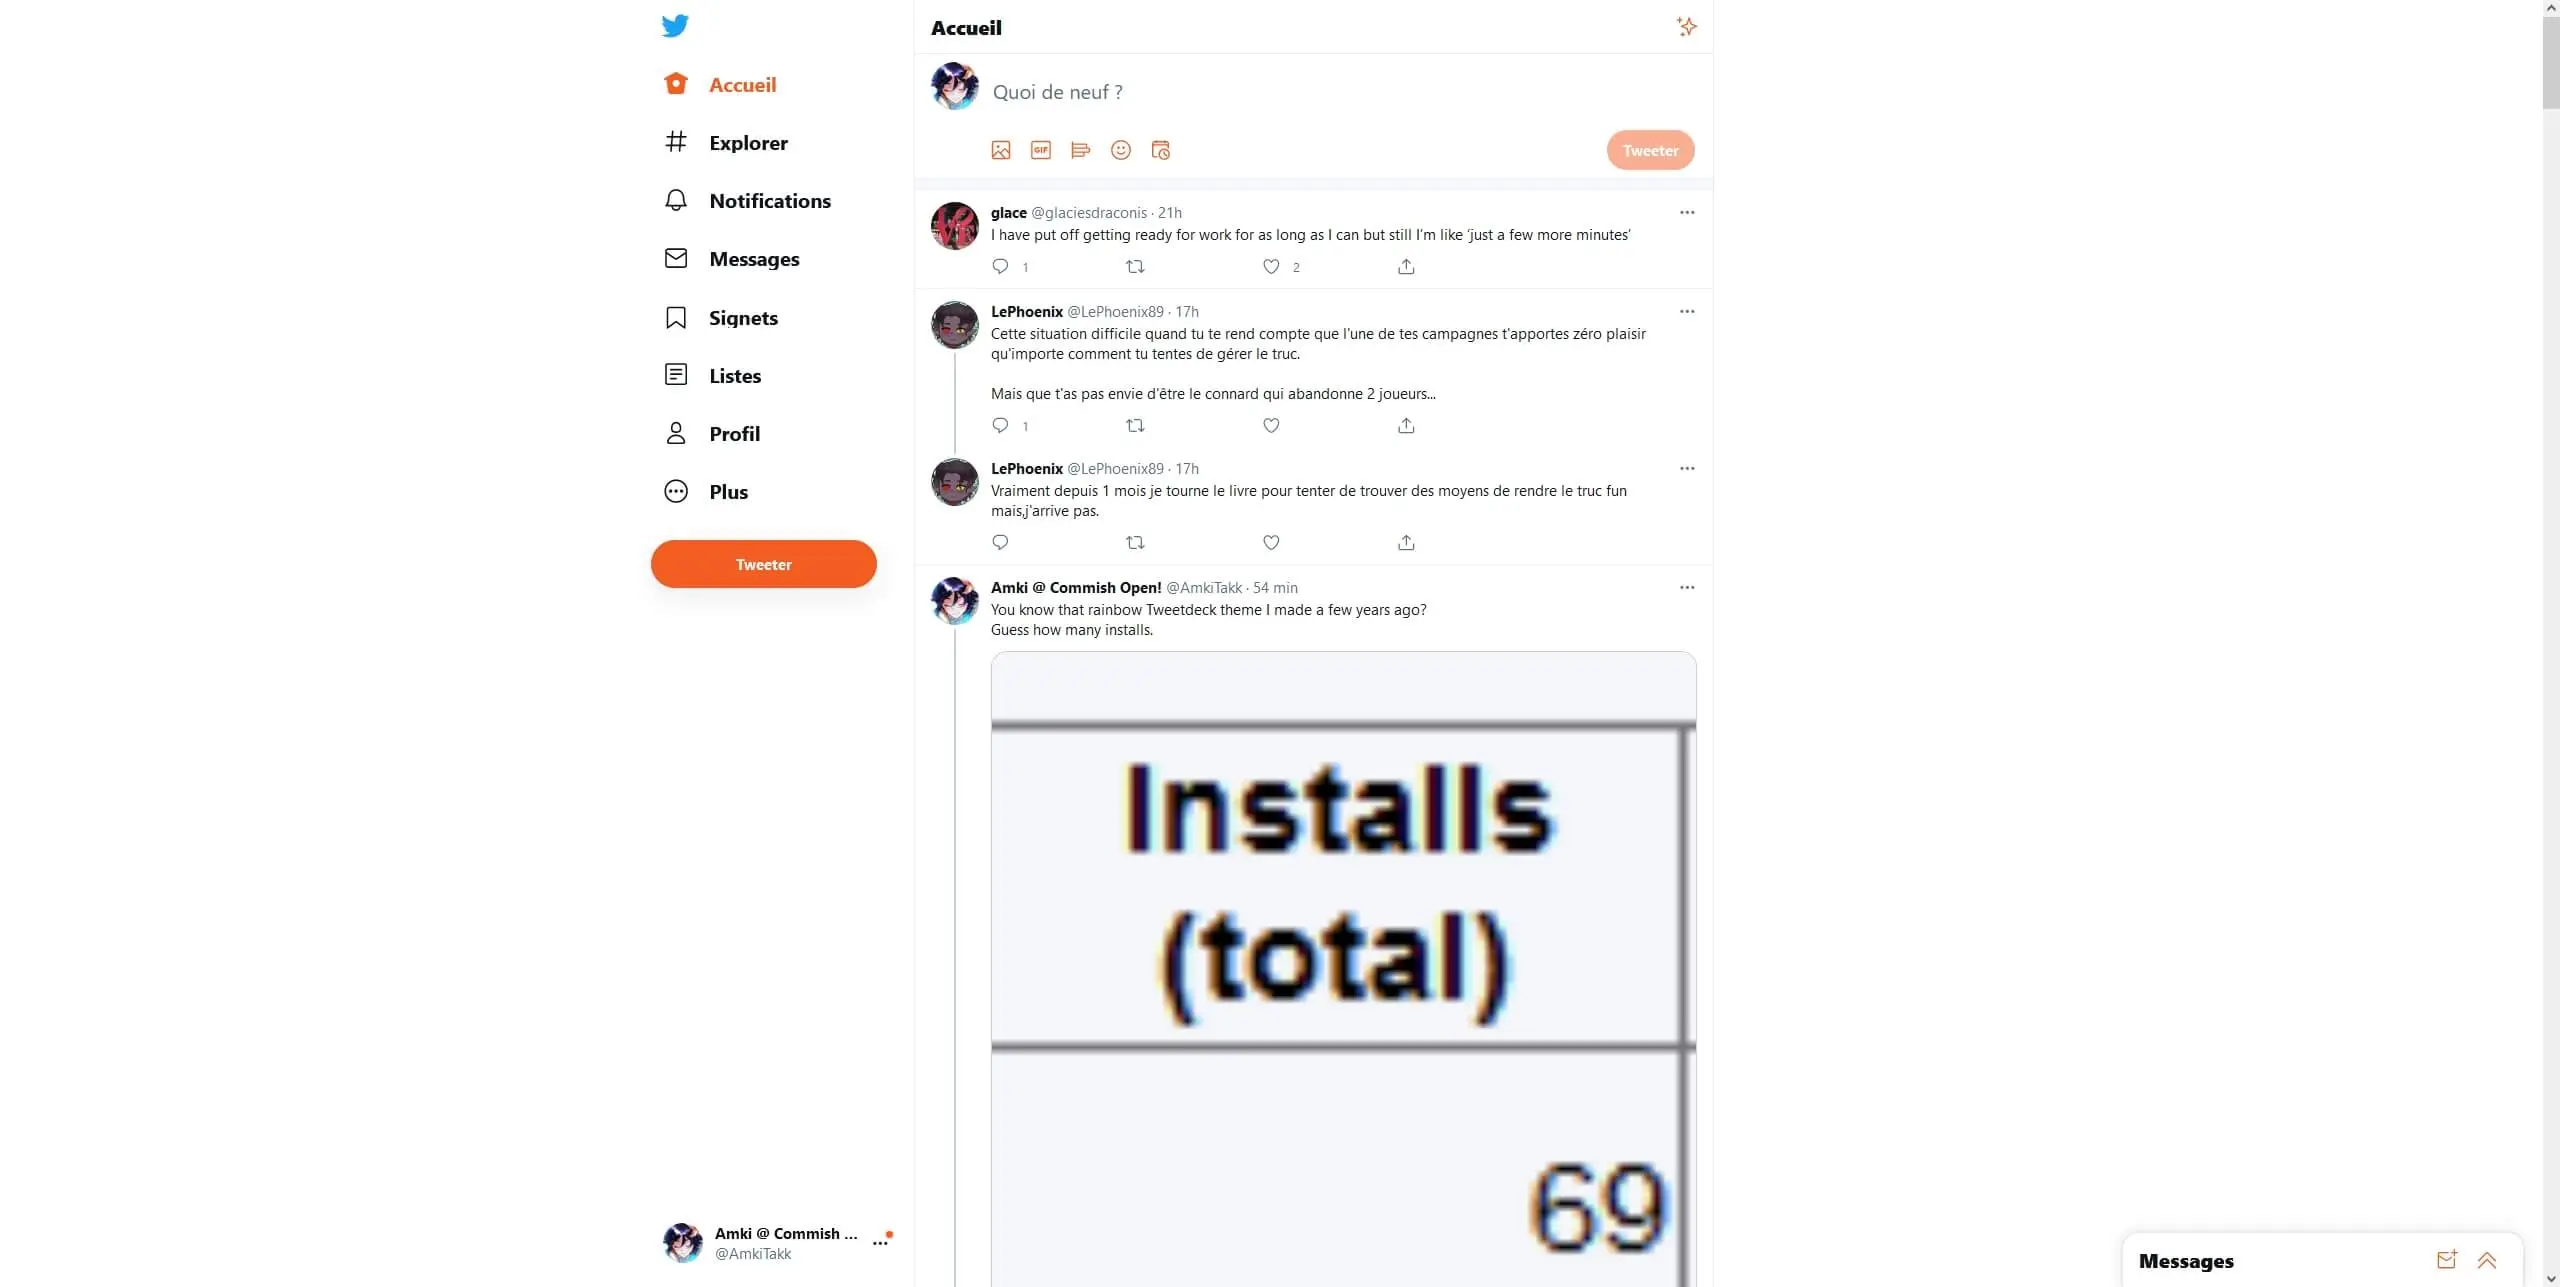 Accueil
Explorer
Notifications
Messages
Signets
Listes
Profil
Plus
Tweeter
Amki @ Commish ...
@AmkiTakk
Accueil
Quoi de neuf ?
GIF
Tweeter
glace @glaciesdraconis · 21h
I have put off getting ready for work for as long as I can but still I'm like ‘just a few more minutes’
1
2
LePhoenix @LePhoenix89 · 17h
Cette situation difficile quand tu te rend compte que l'une de tes campagnes t'apportes zéro plaisir
qu'importe comment tu tentes de gérer le truc.
Mais que t'as pas envie d'être le connard qui abandonne 2 joueurs...
1
LePhoenix @LePhoenix89 · 17h
Vraiment depuis 1 mois je tourne le livre pour tenter de trouver des moyens de rendre le truc fun
mais,j'arrive pas.
Amki @ Commish Open! @AmkiTakk · 54 min
You know that rainbow Tweetdeck theme I made a few years ago?
Guess how many installs.
Installs
(total)
69
Messages